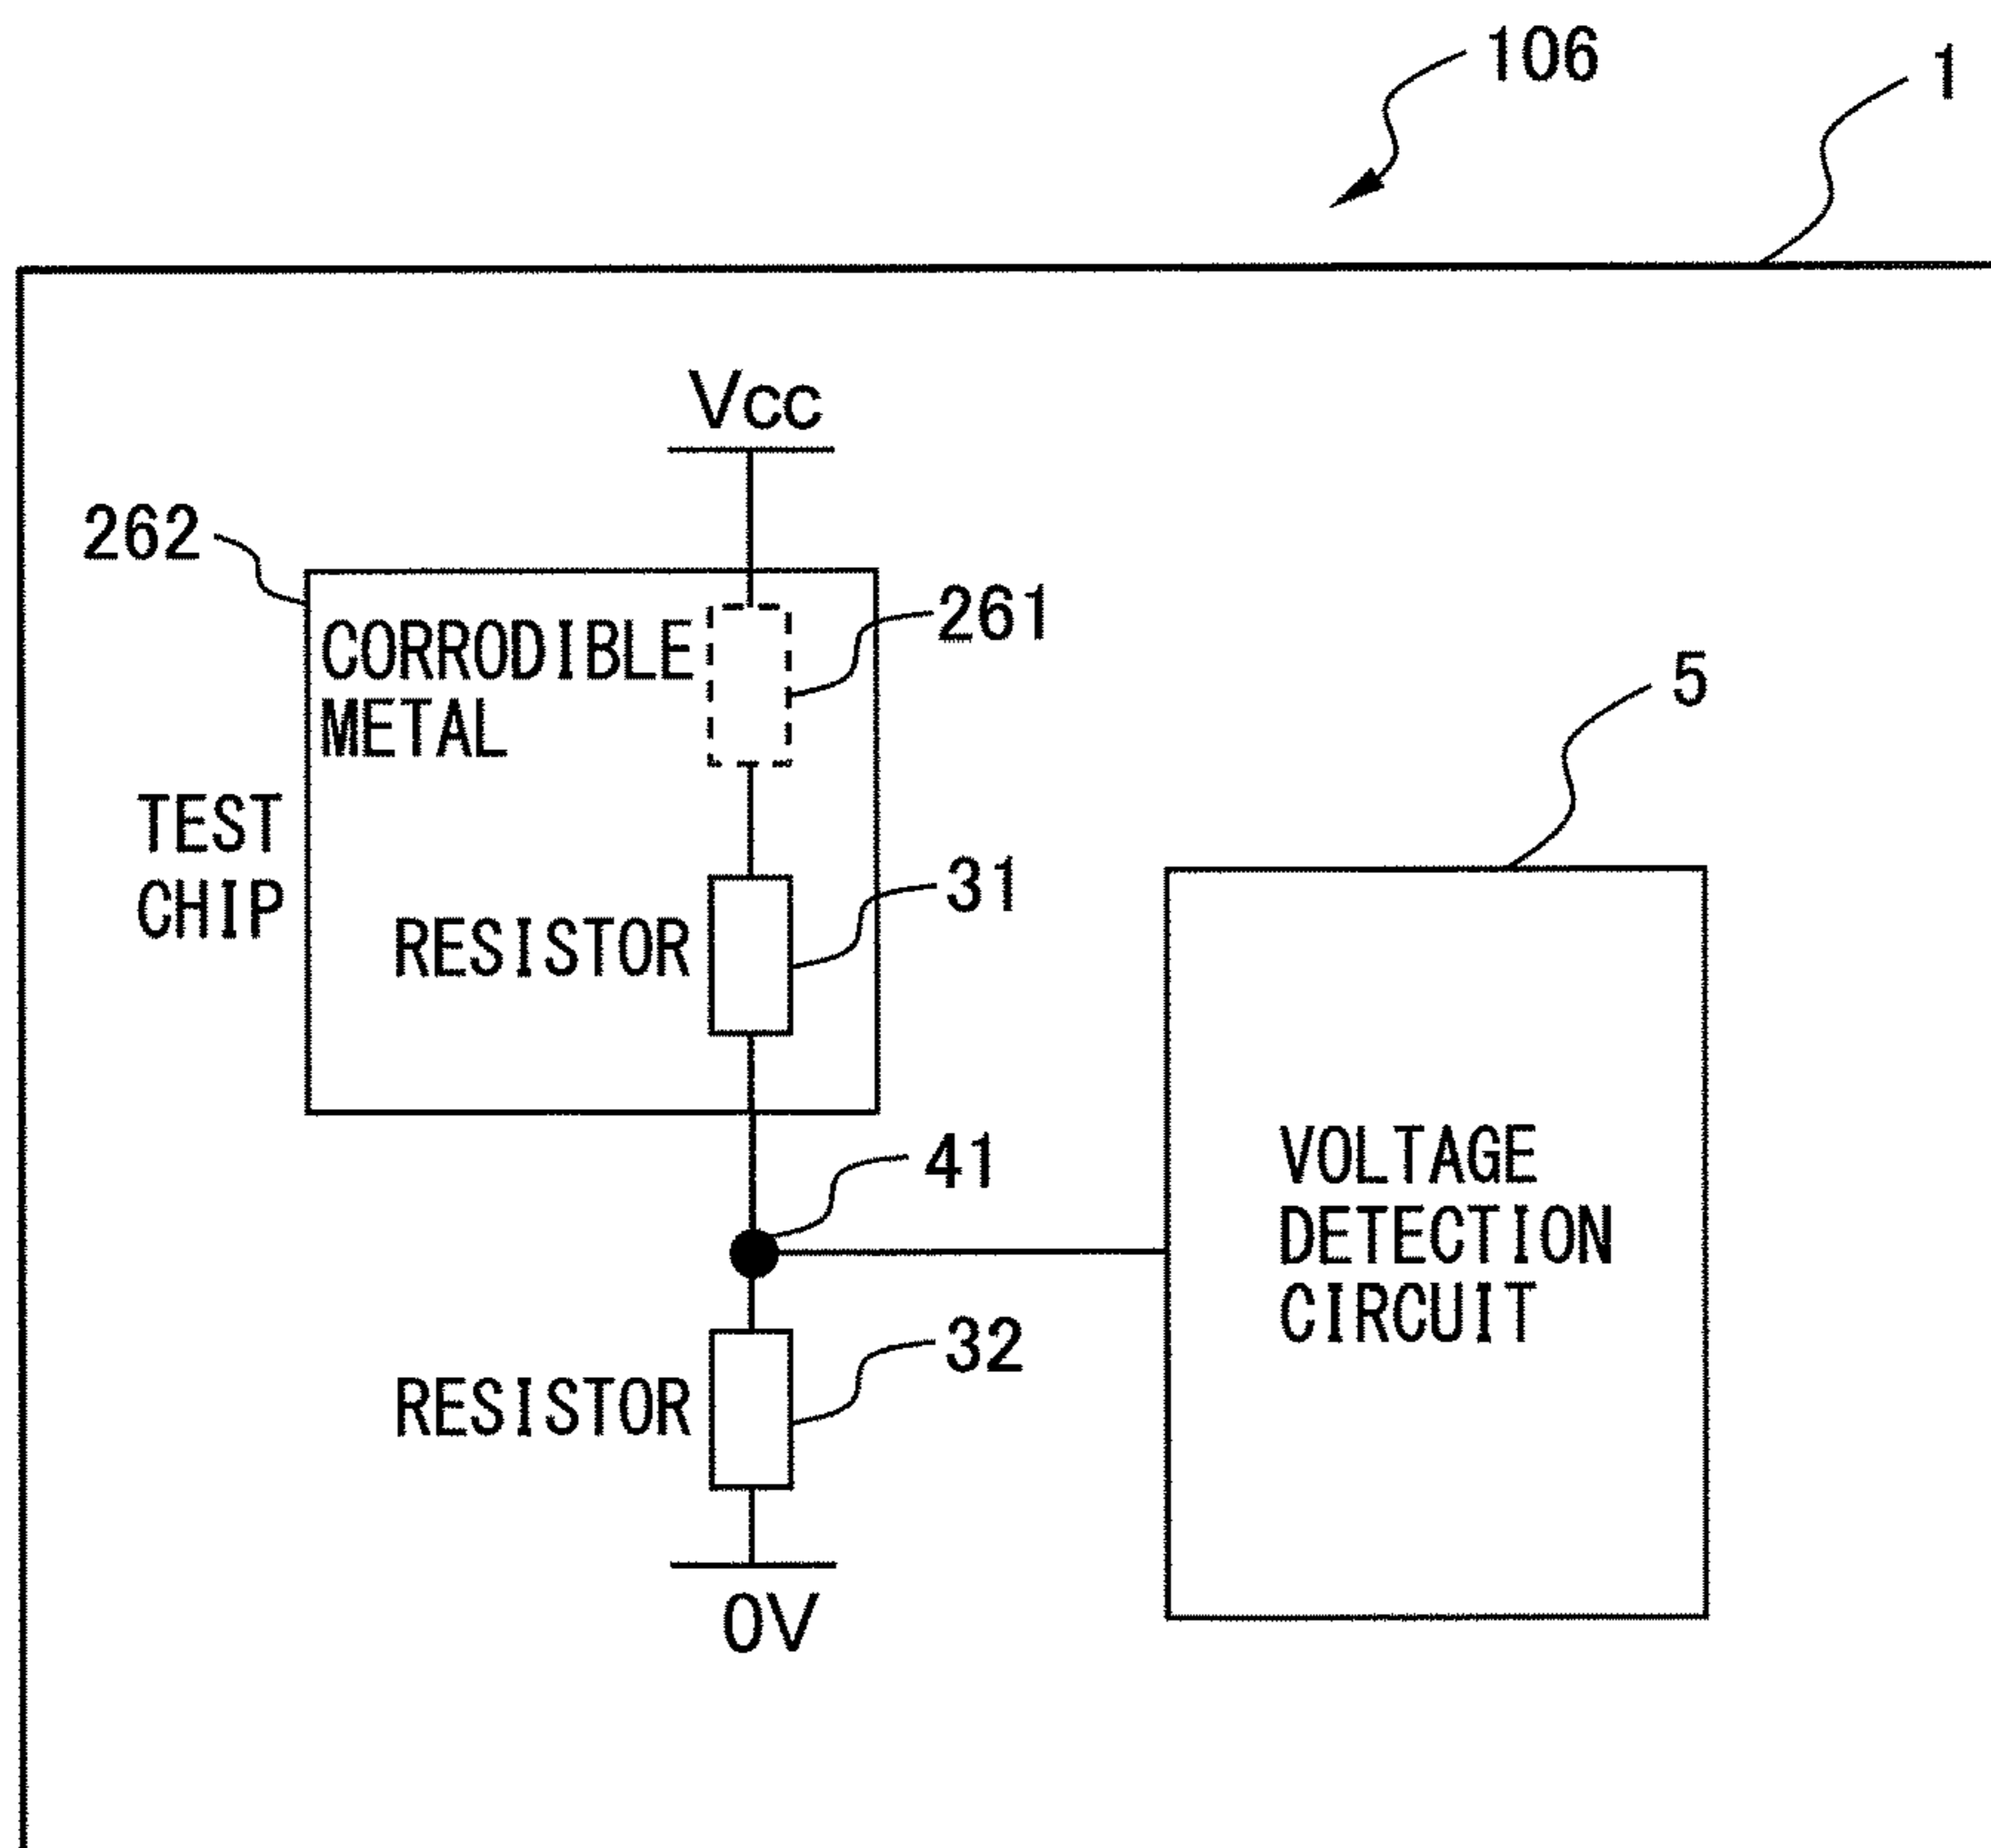 106
1
Vcc
262
CORRODIBLE
METAL
261
5
TEST
CHIP
31
RESISTOR
41
VOLTAGE
DETECTION
CIRCUIT
32
RESISTOR
0V